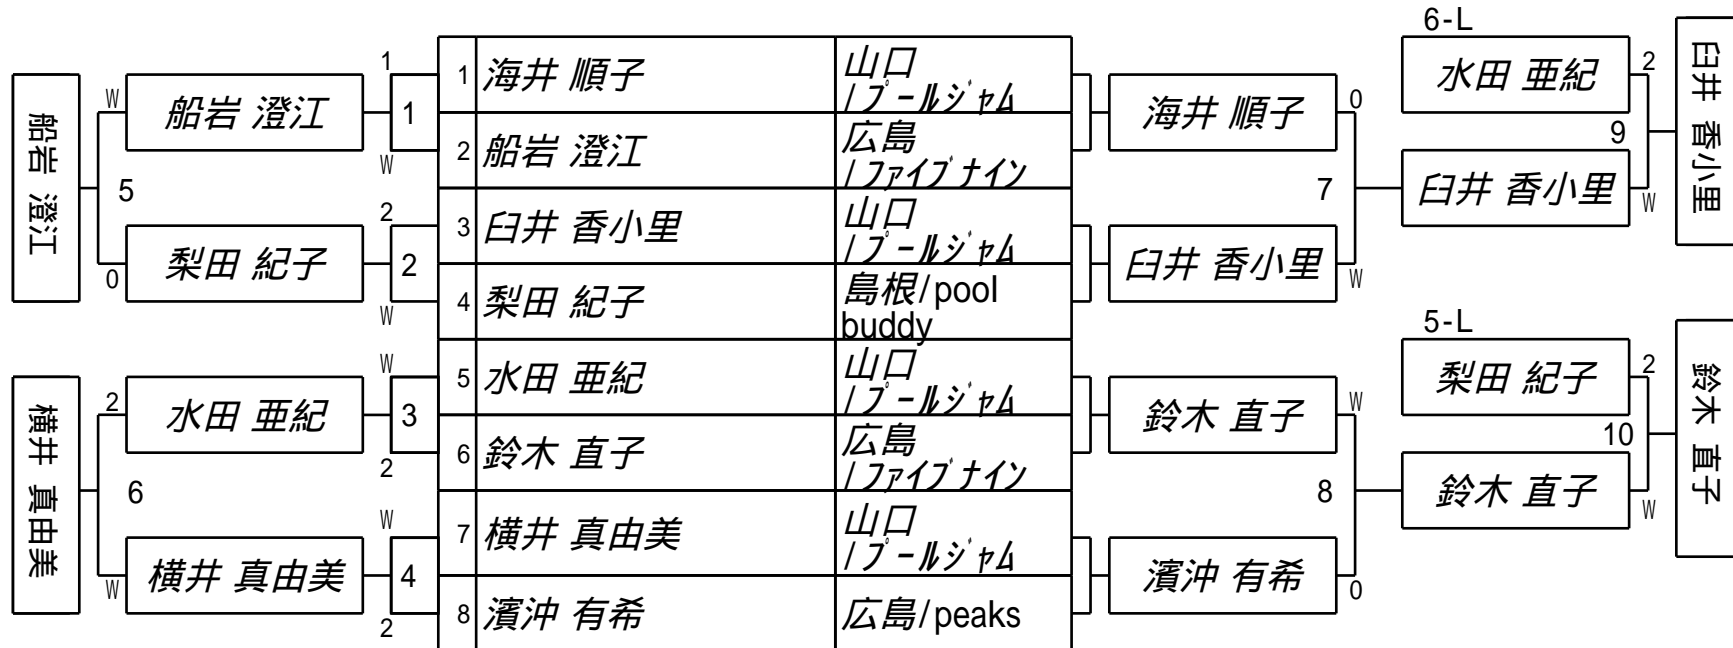 船岩 澄江
W
船岩 澄江
5
0
梨田 紀子
横井 真由美
2
水田 亜紀
6
W
横井 真由美
1
1
W
2
2
W
W
3
2
W
4
2
1 海井 順子 山口
/プールジャム
2 船岩 澄江 広島
/ファイブナイン
3 臼井 香小里 山口
/プールジャム
4 梨田 紀子 島根/pool
buddy
5 水田 亜紀 山口
/プールジャム
6 鈴木 直子 広島
/ファイブナイン
7 横井 真由美 山口
/プールジャム
8 濱沖 有希 広島/peaks
海井 順子
0
7
臼井 香小里
W
鈴木 直子
W
8
濱沖 有希
0
6-L
水田 亜紀
2
9
臼井 香小里
W
臼井 香小里
5-L
梨田 紀子
2
10
鈴木 直子
W
鈴木 直子